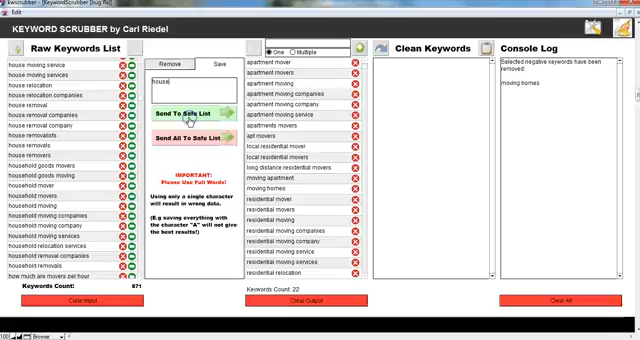 kwscrubber - [KeywordScrubber [bug fix]]
Edit
KEYWORD SCRUBBER by Carl Riedel
Raw Keywords List
house moving service
house moving services
house relocation
house relocation companies
house removal
house removal companies
house removal company
house removalists
house removals
house removers
household goods movers
household goods moving
household mover
household movers
household moving
household moving companies
household moving company
household moving services
household relocation services
household removal companies
household removals
how much are movers per hour
Keywords Count: 871
Clear Input
Remove
Save
house
Send To Safe List
Send All To Safe List
IMPORTANT:
Please Use Full Words!
Using only a single character
will result in wrong data.
(E.g saving everything with
the character "A" will not give
the best results!)
One
Multiple
apartment mover
apartment movers
apartment moving
apartment moving companies
apartment moving company
apartment moving service
apartments movers
apt movers
local residential mover
local residential movers
long distance residential movers
moving apartment
moving homes
residential mover
residential movers
residential moving
residential moving companies
residential moving company
residential moving service
residential moving services
residential relocation
Keywords Count: 22
Clear Output
Clean Keywords
Console Log
Selected negative keywords have been
removed:
moving homes
Clear All
100
Browse